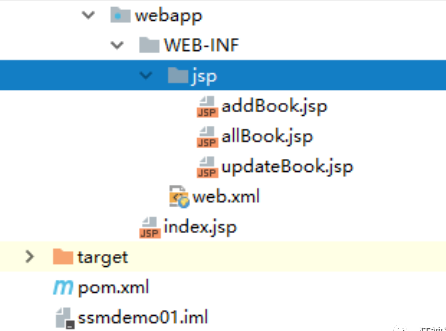 webapp
WEB-INF
jsp
addBook.jsp
allBook.jsp
updateBook.jsp
web.xml
index.jsp
target
pom.xml
ssmdemo01.iml